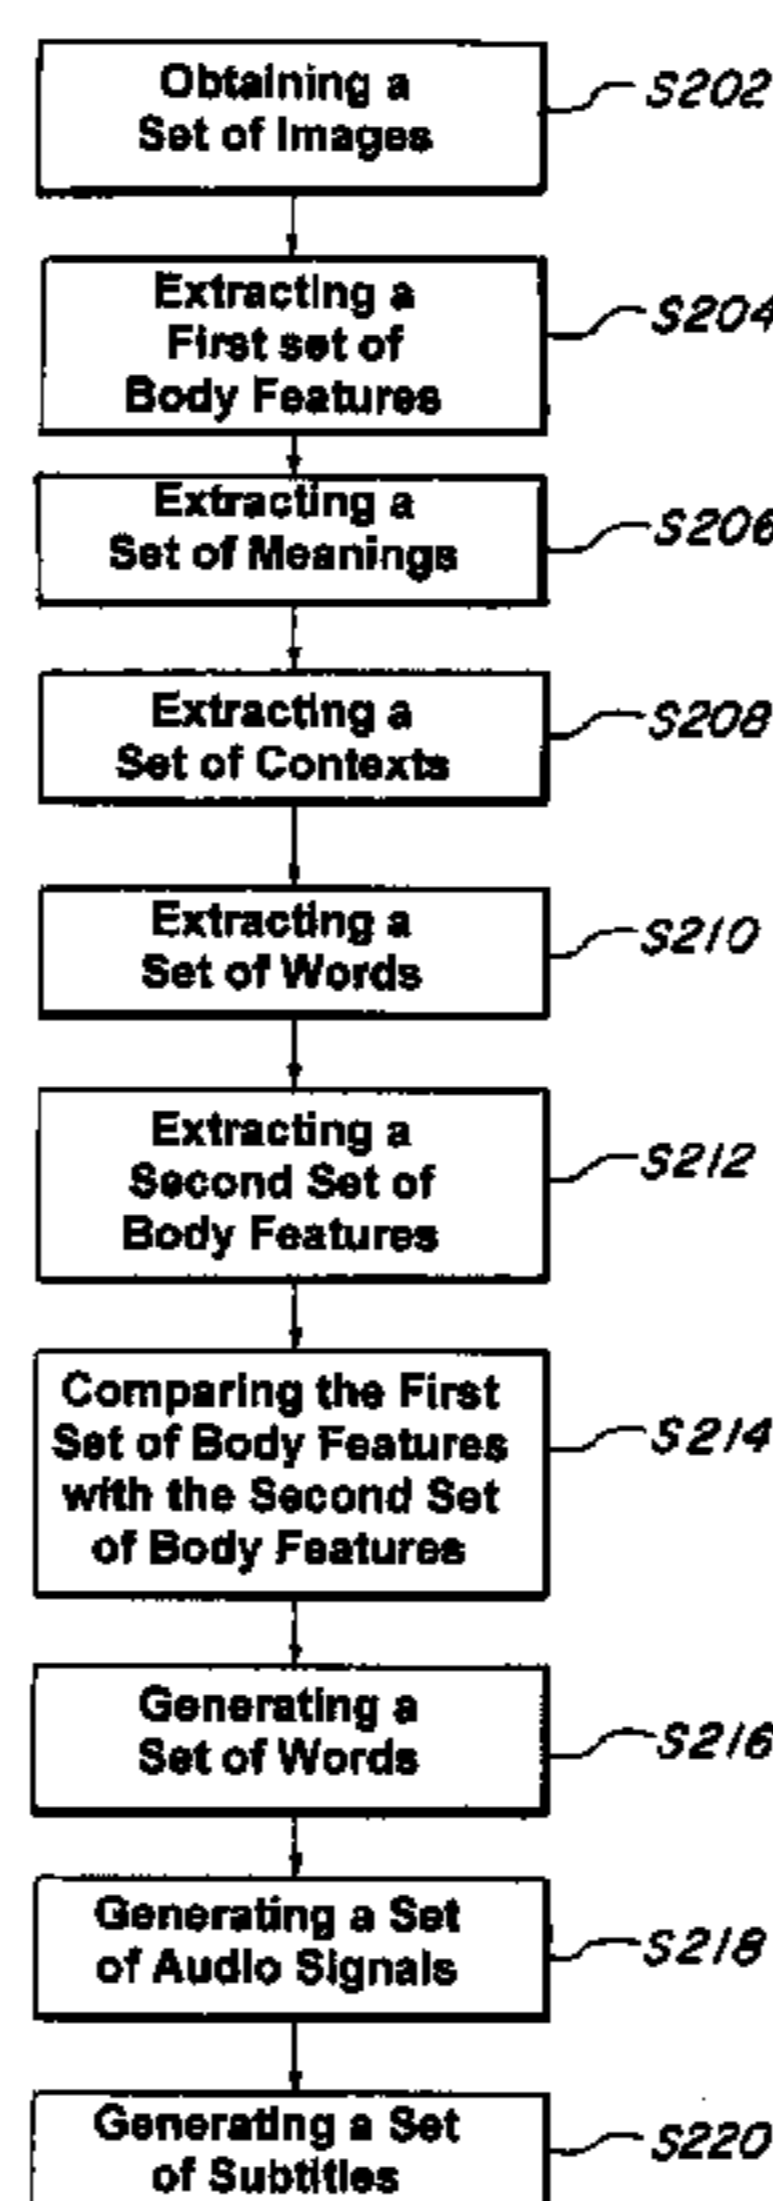 Obtaining a
Set of Images
S202
Extracting a
First set of
Body Features
S204
Extracting a
Set of Meanings
S206
Extracting a
Set of Contexts
S208
Extracting a
Set of Words
S210
Extracting a
Second Set of
Body Features
S212
Comparing the First
Set of Body Features
with the Second Set
of Body Features
S214
Generating a
Set of Words
S216
Generating a Set
of Audio Signals
S218
Generating a Set
of Subtitles
S220